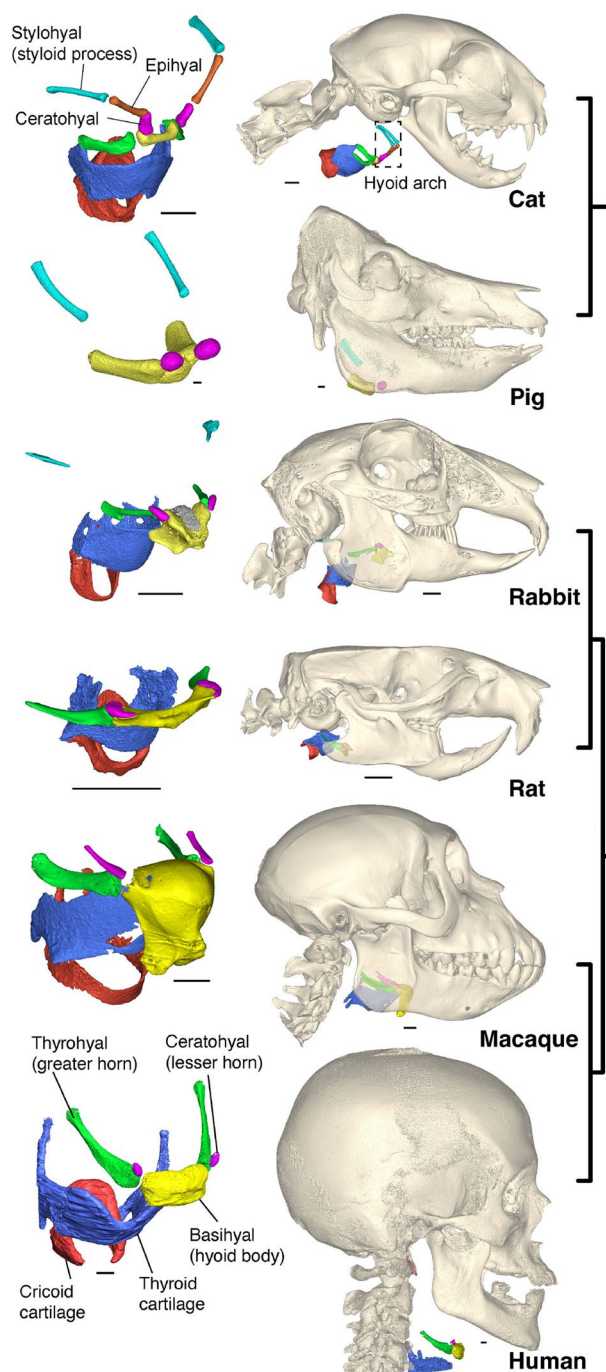 Stylohyal
(styloid process)
Epihyal
Ceratohyal
Hyoid arch
Cat
Pig
Rabbit
Rat
Macaque
Thyrohyal
(greater horn)
Ceratohyal
(lesser horn)
Basihyal
(hyoid body)
Thyroid
cartilage
Cricoid
cartilage
Human